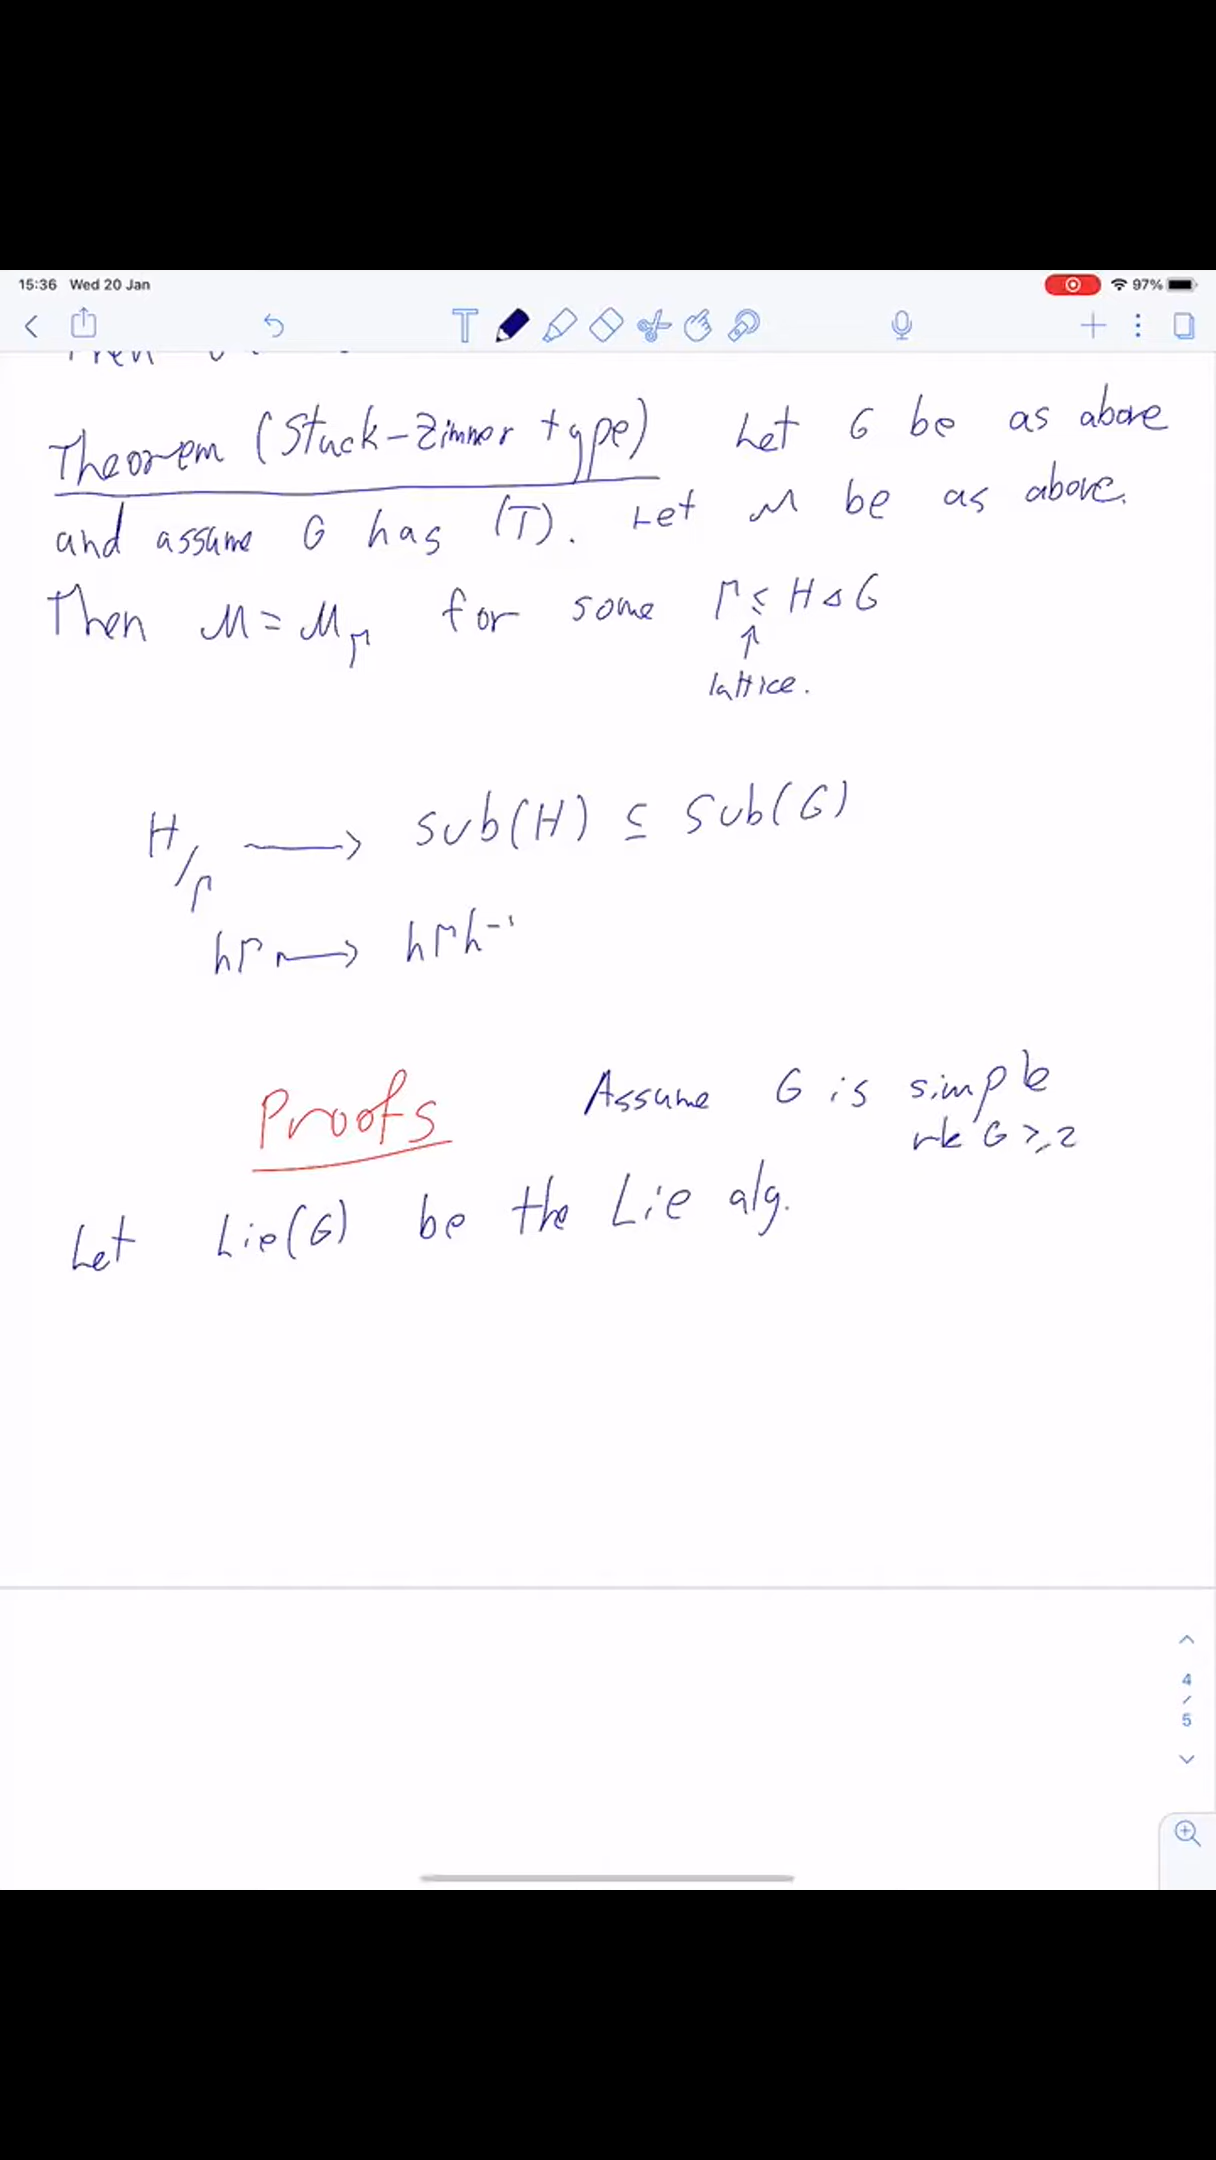 15:36 Wed 20 Jan
97%
Then
Theorem (Stuck-Zimmer type) Let G be as above
and assume G has (T). Let μ be as above.
Then μ = μ_Γ for some Γ ≤ H ⊲ G
↑
lattice.
H/Γ ⟶ Sub(H) ⊆ Sub(G)
hΓ ⟼ hΓh⁻¹
Proofs Assume G is simple
rk G ≥ 2
Let Lie(G) be the Lie alg.
4
/
5